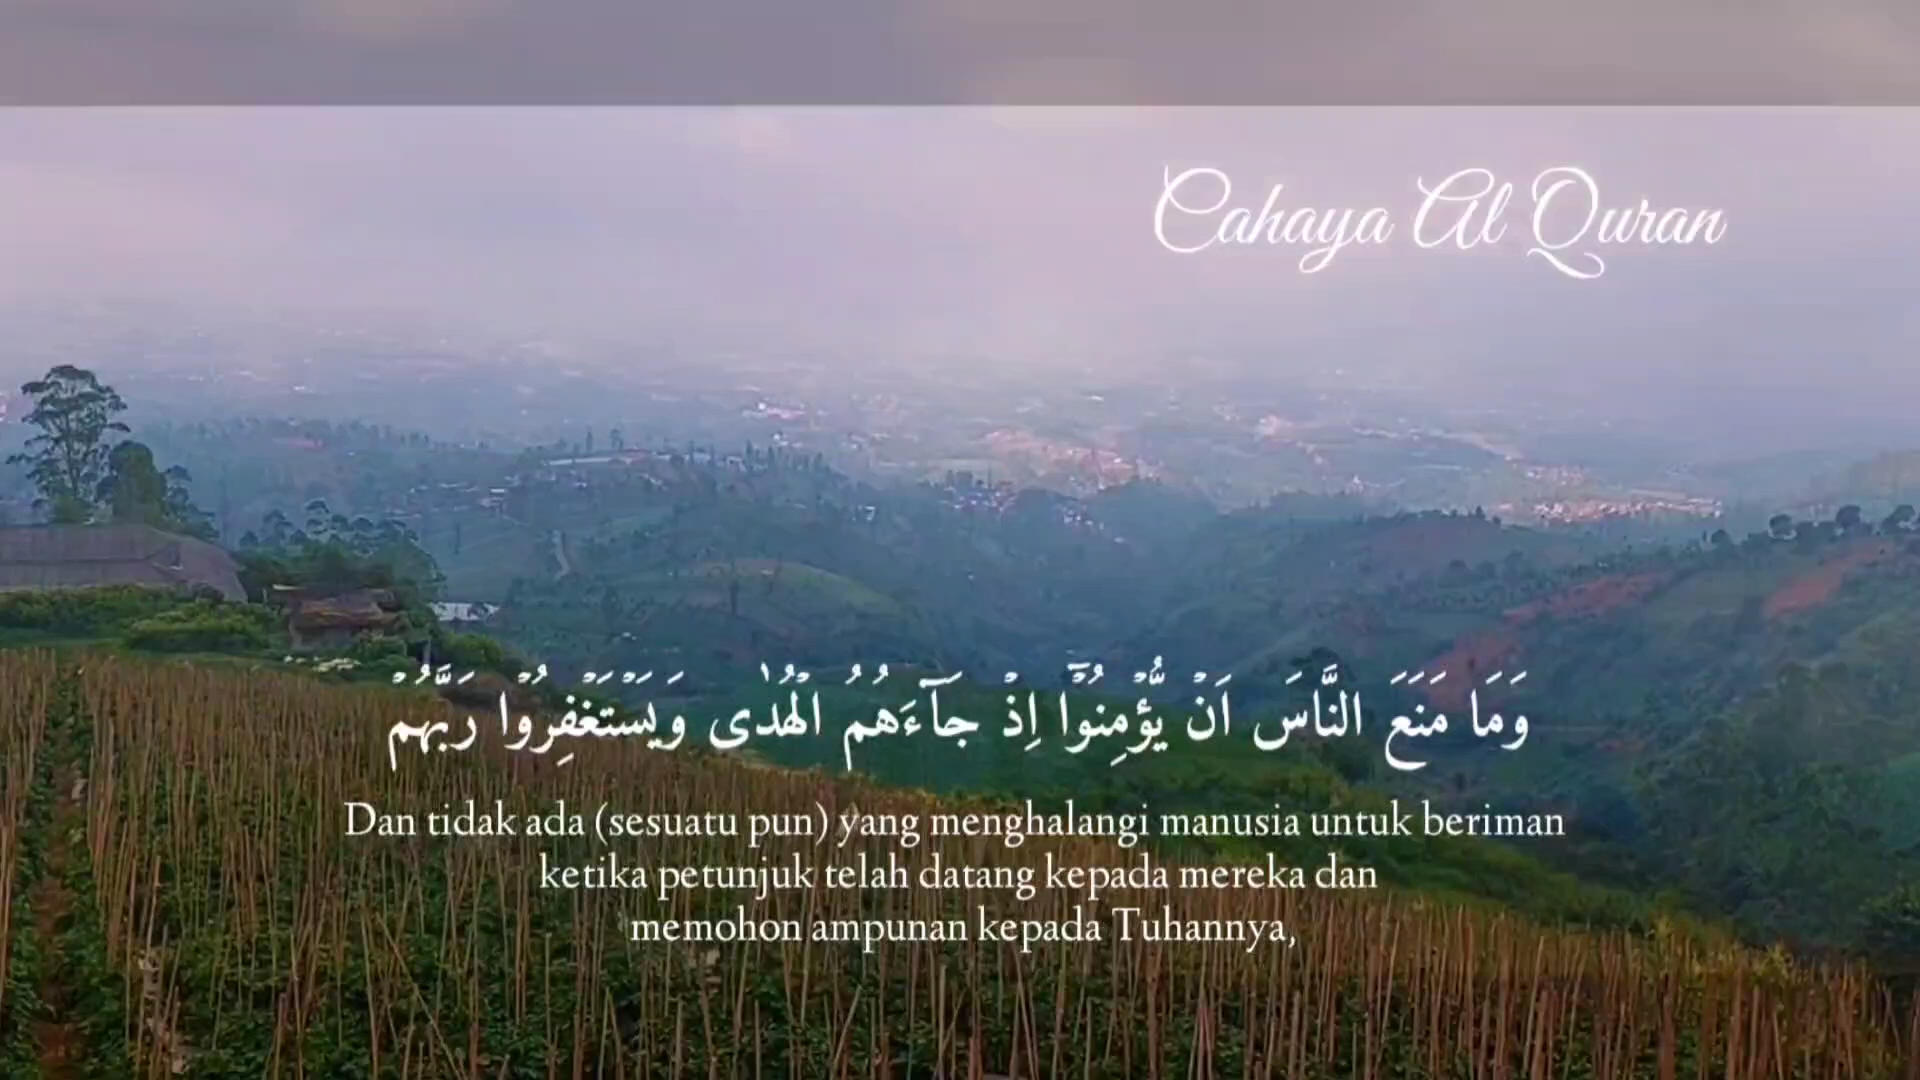 Cahaya Al Quran
وَمَا مَنَعَ النَّاسَ اَنْ يُّؤْمِنُوْٓا اِذْ جَاۤءَهُمُ الْهُدٰى وَيَسْتَغْفِرُوْا رَبَّهُمْ
Dan tidak ada (sesuatu pun) yang menghalangi manusia untuk beriman
ketika petunjuk telah datang kepada mereka dan
memohon ampunan kepada Tuhannya,